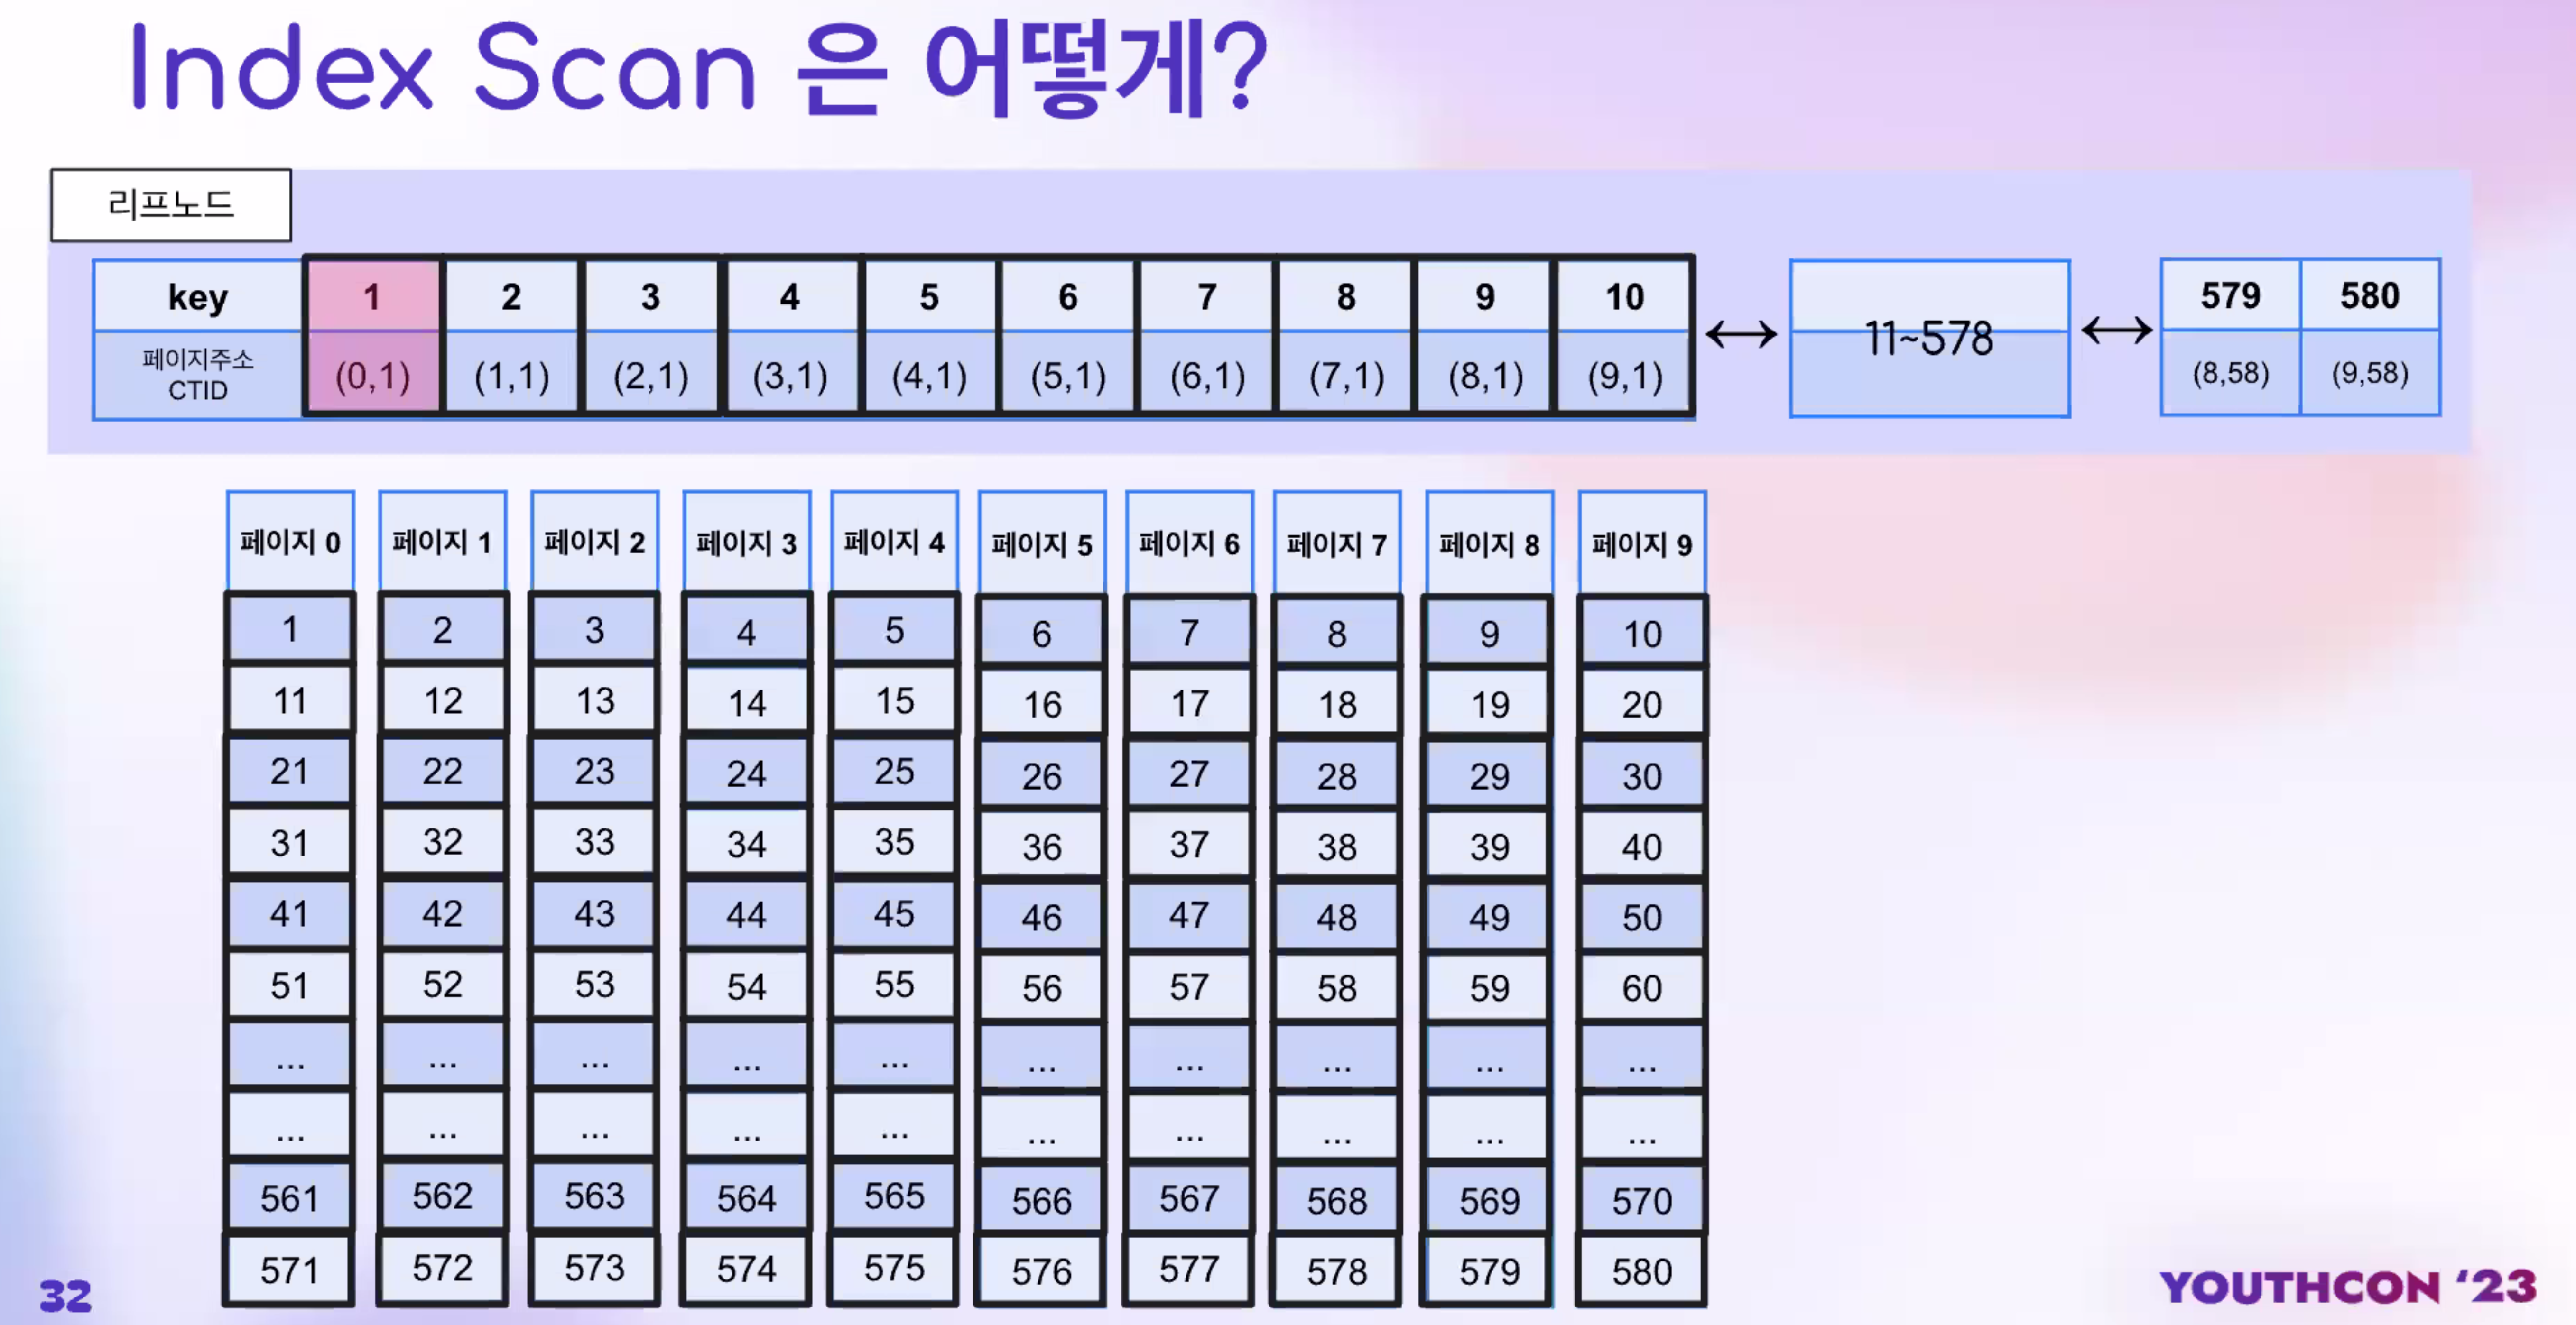 Index Scan 은 어떻게?
리프노드
key 1 2 3 4 5 6 7 8 9 10
페이지주소
CTID
(0,1) (1,1) (2,1) (3,1) (4,1) (5,1) (6,1) (7,1) (8,1) (9,1)
↔
11~578
↔
579 580
(8,58) (9,58)
페이지 0 페이지 1 페이지 2 페이지 3 페이지 4 페이지 5 페이지 6 페이지 7 페이지 8 페이지 9
1 2 3 4 5 6 7 8 9 10
11 12 13 14 15 16 17 18 19 20
21 22 23 24 25 26 27 28 29 30
31 32 33 34 35 36 37 38 39 40
41 42 43 44 45 46 47 48 49 50
51 52 53 54 55 56 57 58 59 60
... ... ... ... ... ... ... ... ... ...
... ... ... ... ... ... ... ... ... ...
561 562 563 564 565 566 567 568 569 570
571 572 573 574 575 576 577 578 579 580
32
YOUTHCON ‘23